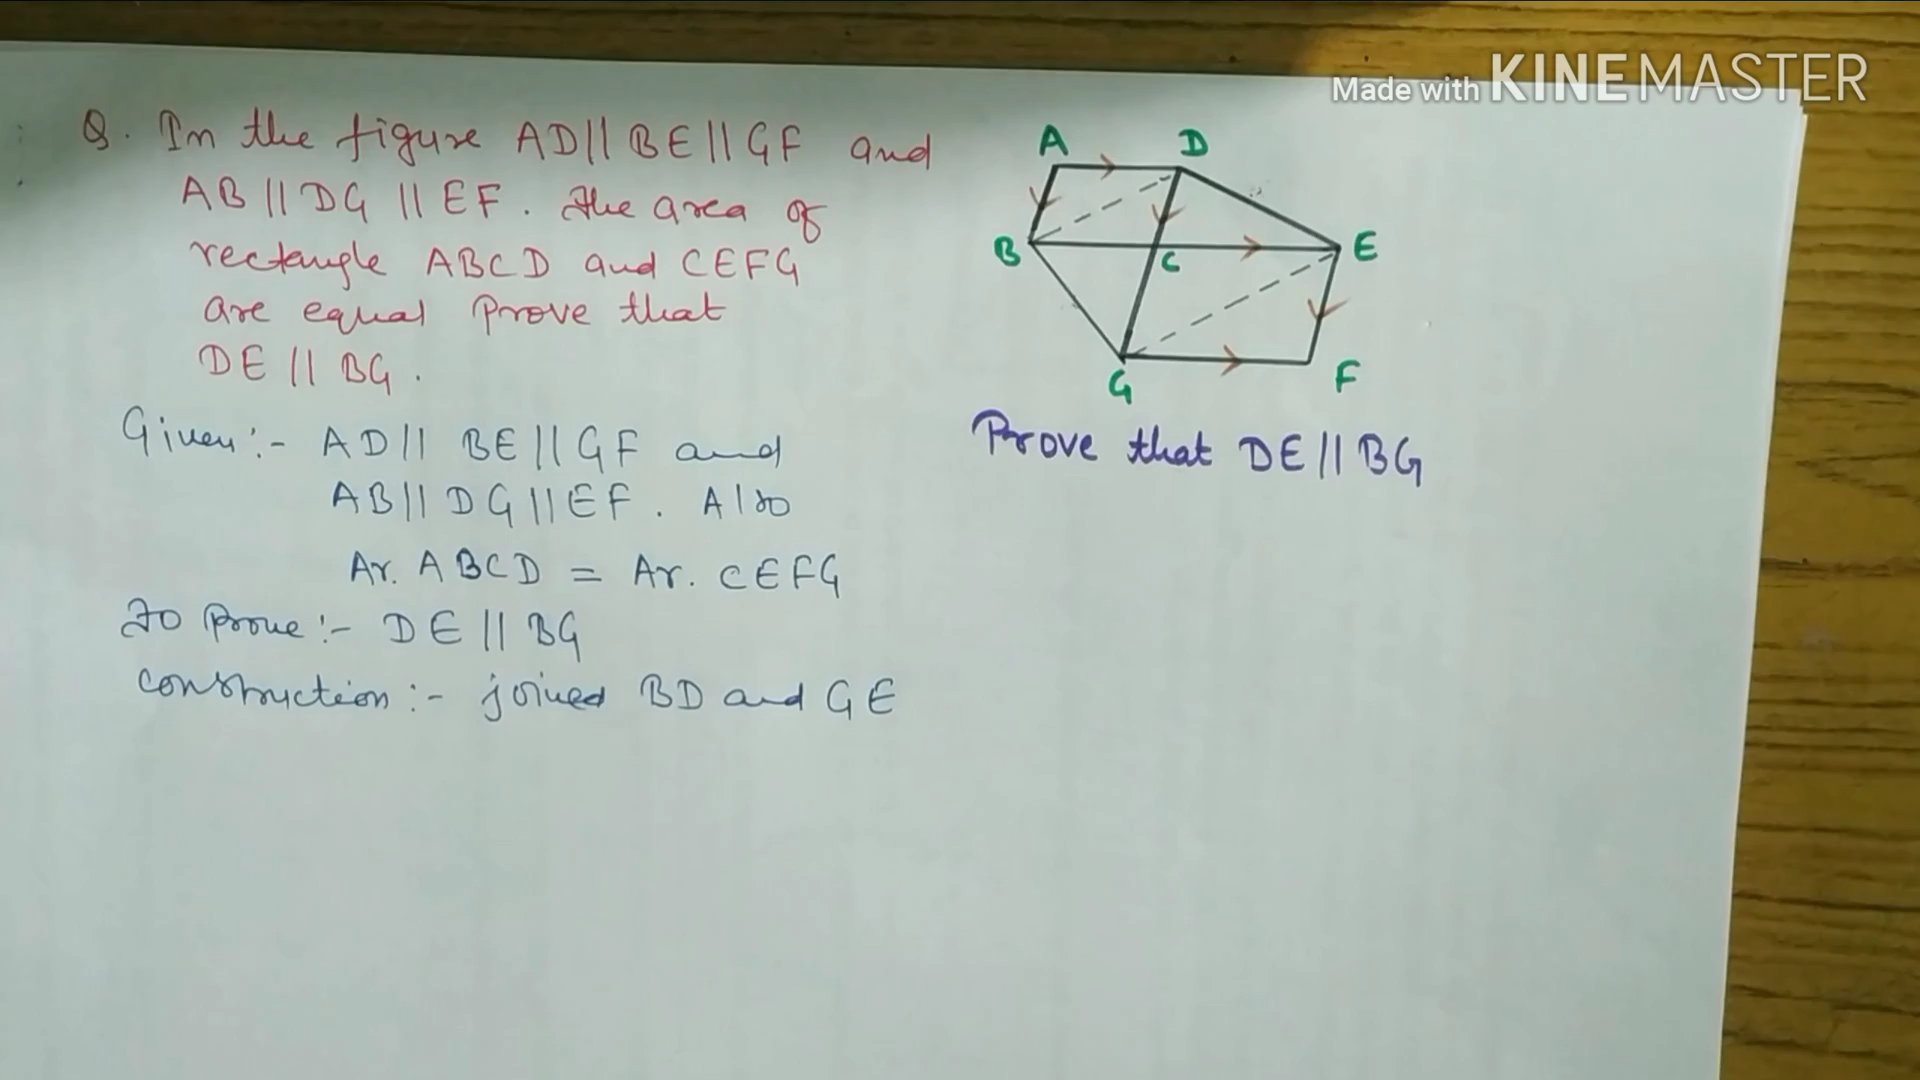 Made with KINEMASTER
Q. In the figure AD||BE||GF and
AB||DG||EF. The area of
rectangle ABCD and CEFG
are equal Prove that
DE||BG.
A D
B C E
G F
Given:- AD|| BE||GF and
AB|| DG||EF. Also
Ar. ABCD = Ar. CEFG
To Prove:- DE||BG
Construction:- joined BD and GE
Prove that DE||BG